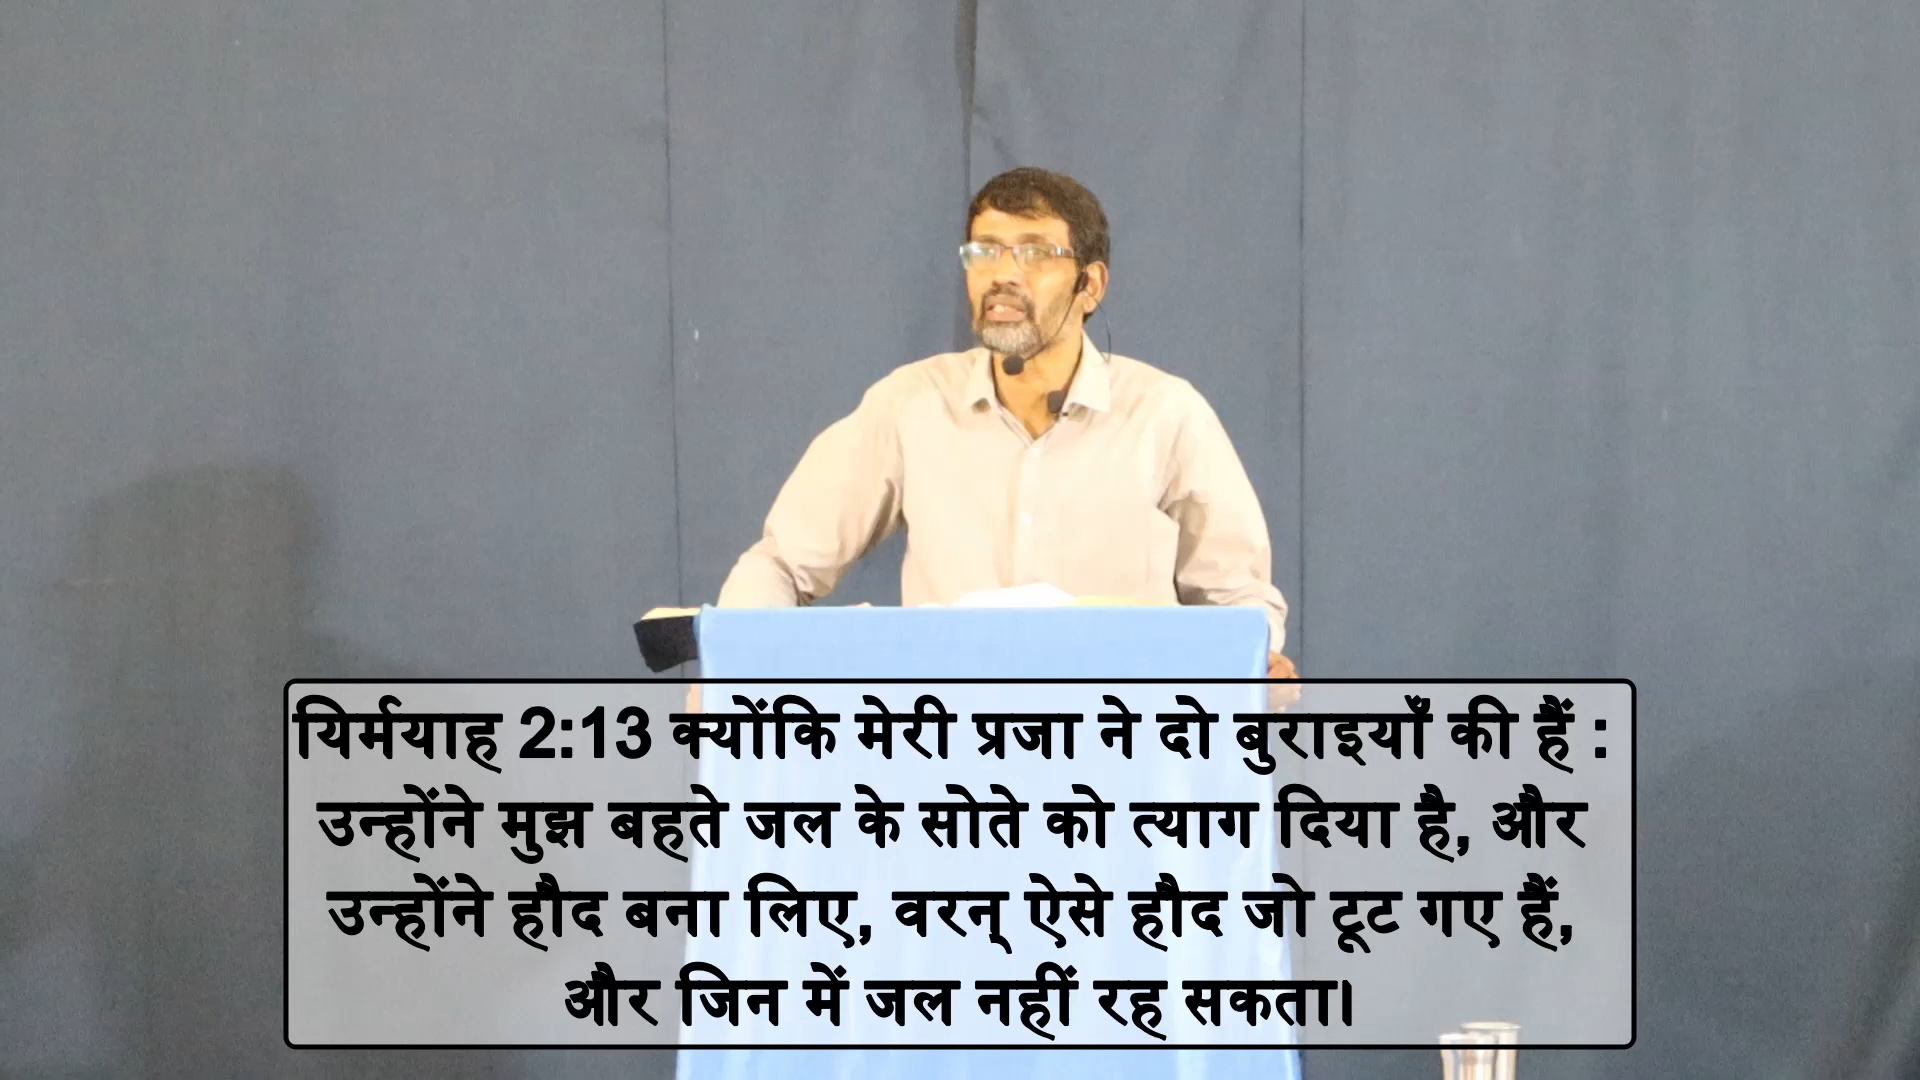 यिर्मयाह 2:13 क्योंकि मेरी प्रजा ने दो बुराइयाँ की हैं :
उन्होंने मुझ बहते जल के सोते को त्याग दिया है, और
उन्होंने हौद बना लिए, वरन् ऐसे हौद जो टूट गए हैं,
और जिन में जल नहीं रह सकता।